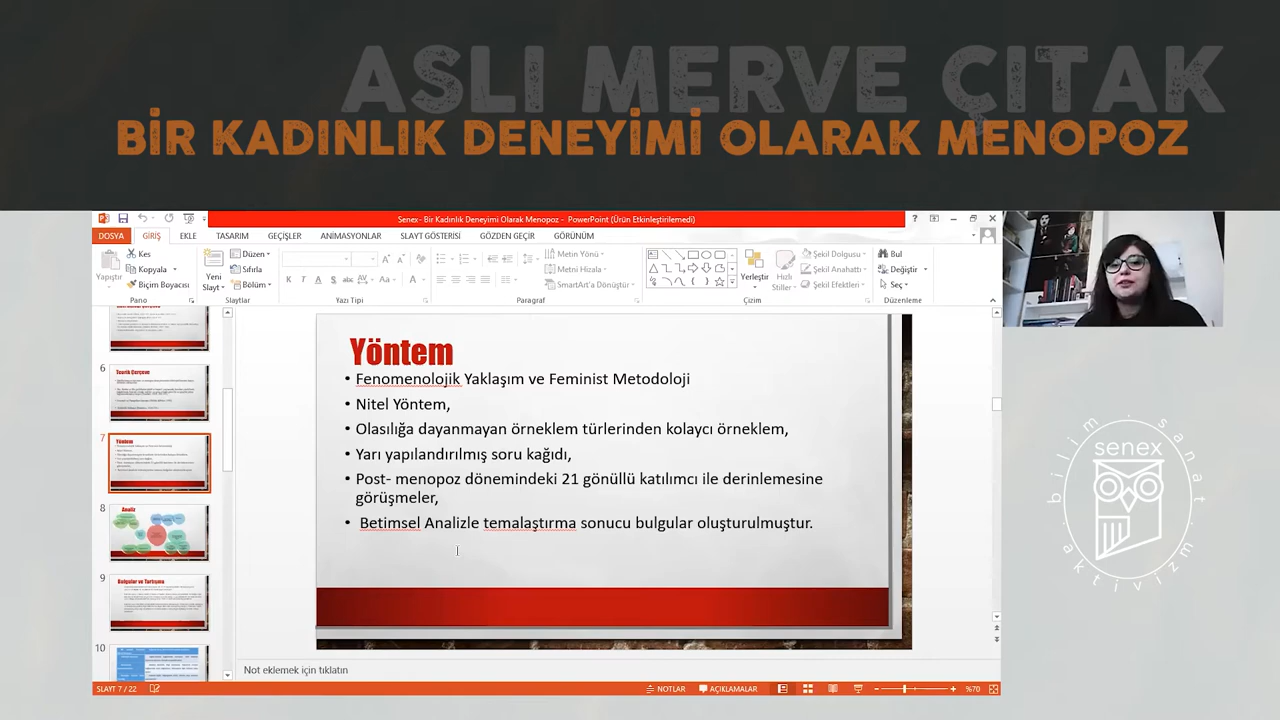 ASLI MERVE ÇITAK
BİR KADINLIK DENEYİMİ OLARAK MENOPOZ
Senex- Bir Kadınlık Deneyimi Olarak Menopoz - PowerPoint (Ürün Etkinleştirilemedi)
DOSYA GİRİŞ EKLE TASARIM GEÇİŞLER ANİMASYONLAR SLAYT GÖSTERİSİ GÖZDEN GEÇİR GÖRÜNÜM
Yapıştır
Kes
Kopyala
Biçim Boyacısı
Pano
Yeni
Slayt
Düzen
Sıfırla
Bölüm
Slaytlar
Yazı Tipi
Metin Yönü
Metni Hizala
SmartArt'a Dönüştür
Paragraf
Yerleştir
Hızlı
Stiller
Şekil Dolgusu
Şekil Anahattı
Şekil Efektleri
Çizim
Bul
Değiştir
Seç
Düzenleme
6
Teorik Çerçeve
7
Yöntem
8
Analiz
9
Bulgular ve Tartışma
10
Yöntem
• Fenomenolojik Yaklaşım ve Feminist Metodoloji
• Nitel Yöntem,
• Olasılığa dayanmayan örneklem türlerinden kolaycı örneklem,
• Yarı yapılandırılmış soru kağıdı,
• Post- menopoz dönemindeki 21 gönüllü katılımcı ile derinlemesine
görüşmeler,
• Betimsel Analizle temalaştırma sonucu bulgular oluşturulmuştur.
Not eklemek için tıklatın
SLAYT 7 / 22
NOTLAR
AÇIKLAMALAR
%70
senex
bilim sanat aktivizm